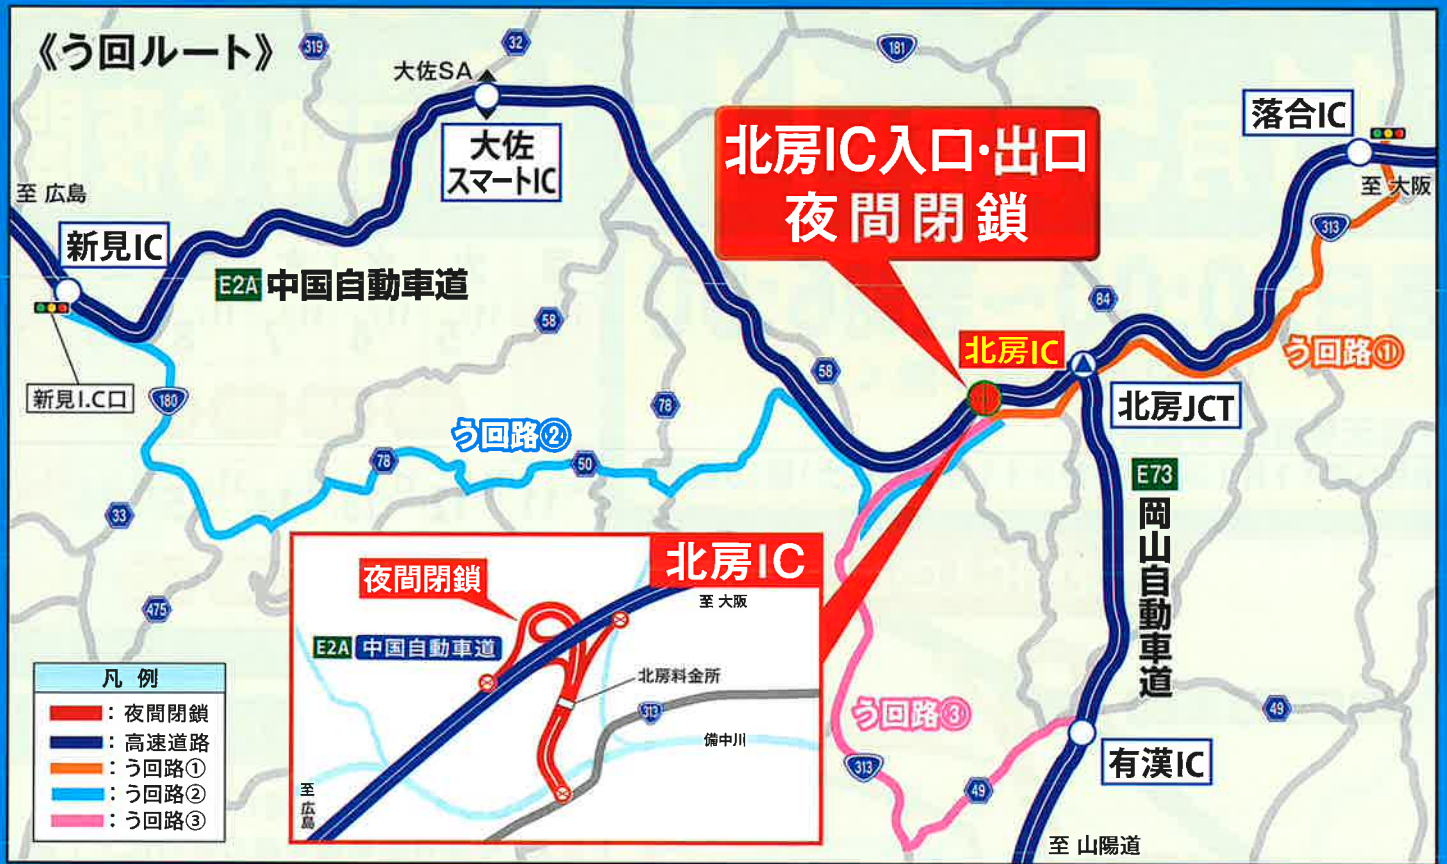 《う回ルート》
319
32
181
大佐SA
大佐
スマートIC
北房IC入口・出口
夜間閉鎖
落合IC
至 大阪
至 広島
新見IC
E2A 中国自動車道
313
84
58
北房IC
う回路①
新見I.C口
180
58
78
北房JCT
う回路②
78
50
E73
岡山自動車道
33
北房IC
夜間閉鎖
至 大阪
E2A 中国自動車道
475
北房料金所
313
備中川
至 広島
う回路③
313
49
49
有漢IC
至 山陽道
凡 例
：夜間閉鎖
：高速道路
：う回路①
：う回路②
：う回路③